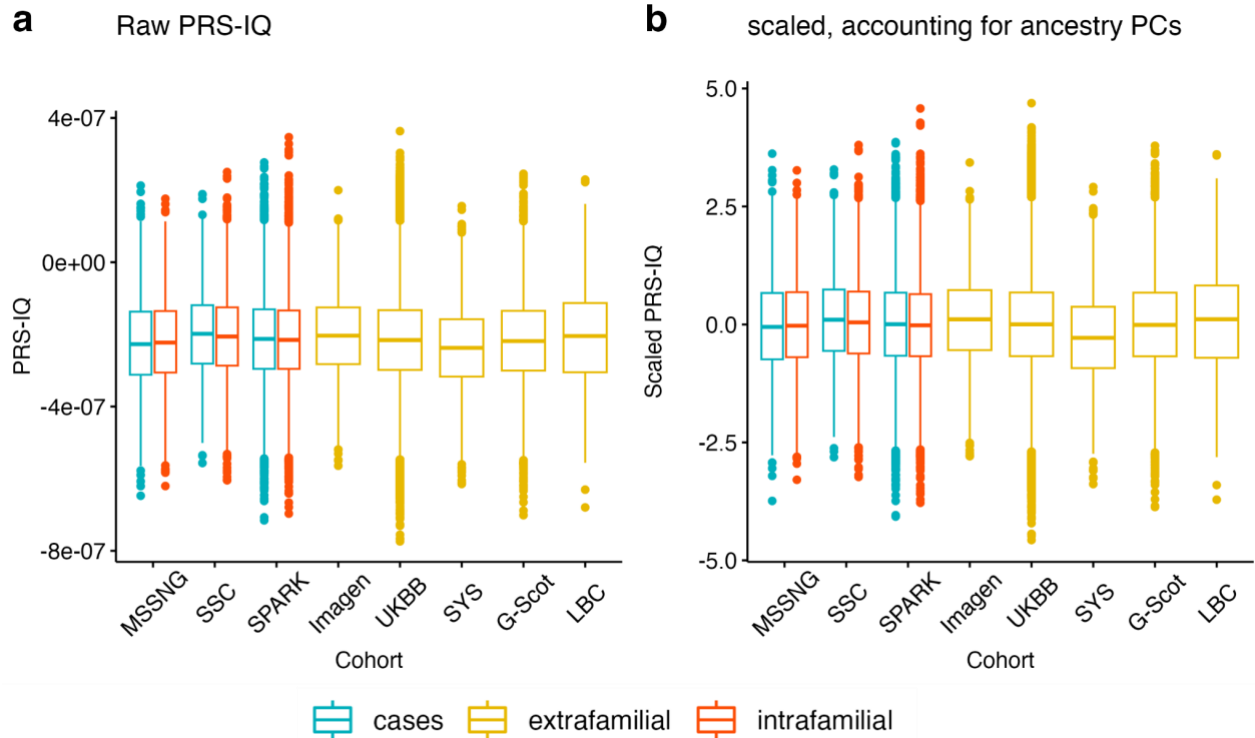 a Raw PRS-IQ
4e-07
0e+00
-4e-07
-8e-07
PRS-IQ
MSSNG SSC SPARK Imagen UKBB SYS G-Scot LBC
Cohort
b scaled, accounting for ancestry PCs
5.0
2.5
0.0
-2.5
-5.0
Scaled PRS-IQ
MSSNG SSC SPARK Imagen UKBB SYS G-Scot LBC
Cohort
cases extrafamilial intrafamilial